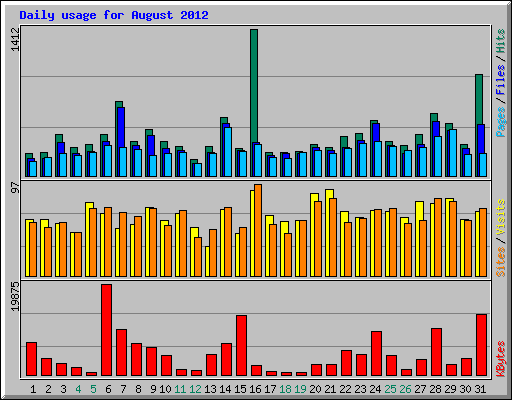 Daily usage for August 2012
1412
Pages / Files / Hits
97
Sites / Visits
19875
KBytes
1 2 3 4 5 6 7 8 9 10 11 12 13 14 15 16 17 18 19 20 21 22 23 24 25 26 27 28 29 30 31